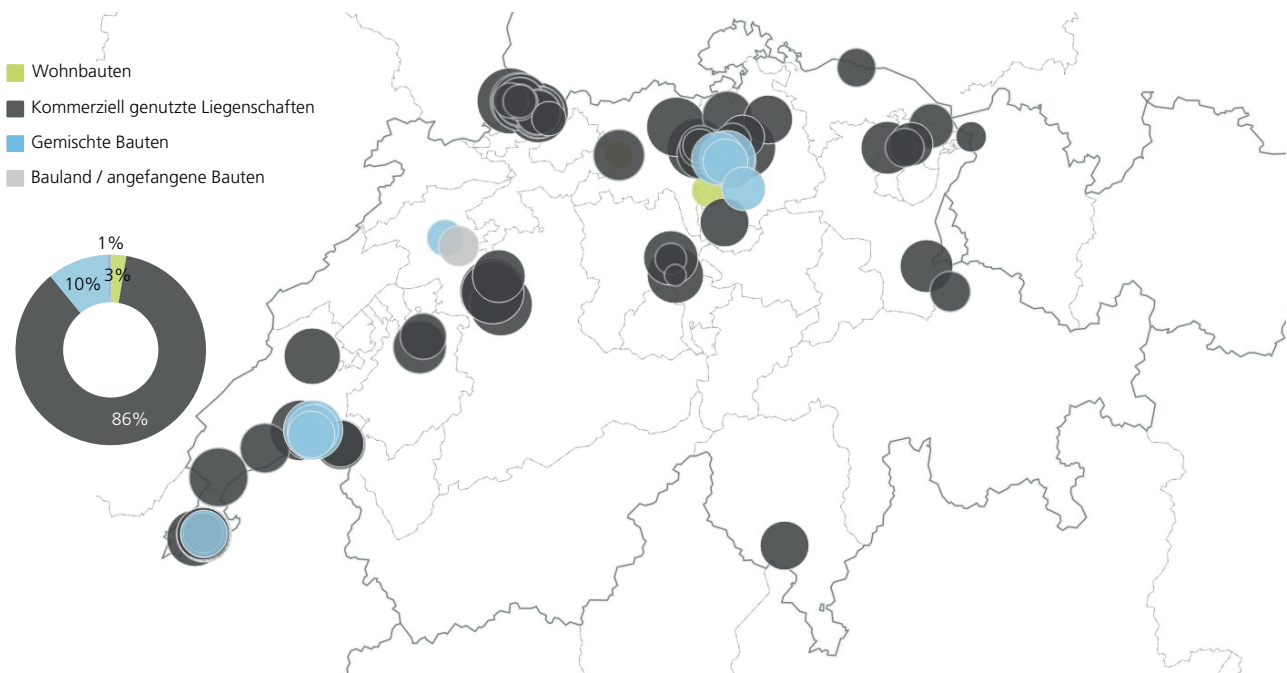 Wohnbauten
Kommerziell genutzte Liegenschaften
Gemischte Bauten
Bauland / angefangene Bauten
1%
3%
10%
86%